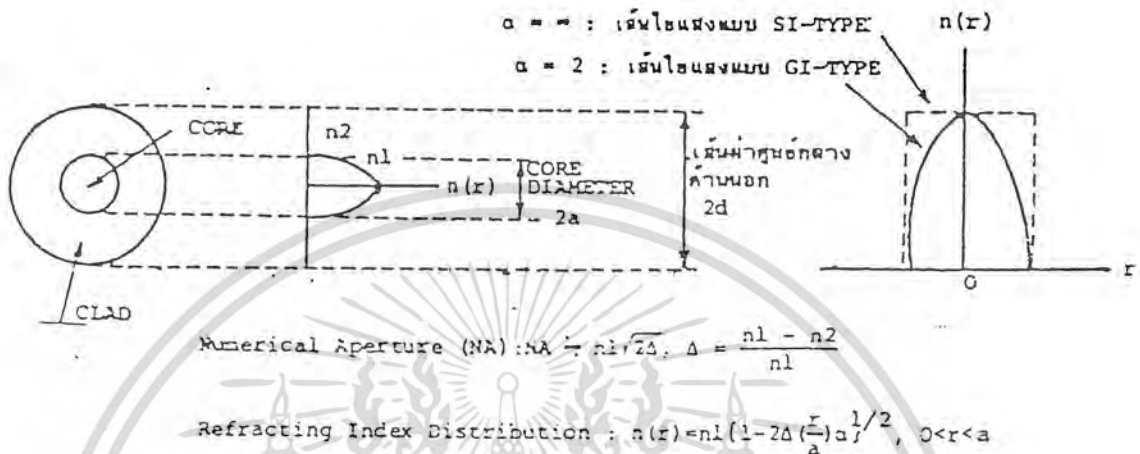 α = ∞ : เส้นใยแสงแบบ SI-TYPE
n(r)
α = 2 : เส้นใยแสงแบบ GI-TYPE
CORE
n2
n1
n(r)
CORE
DIAMETER
2a
เส้นผ่าศูนย์กลาง
ด้านนอก
2d
0
r
CLAD
Numerical Aperture (NA) : NA ≒ n1√2Δ, Δ = (n1 - n2)/n1
Refracting Index Distribution : n(r)=n1{1-2Δ(r/a)α}^1/2, 0<r<a